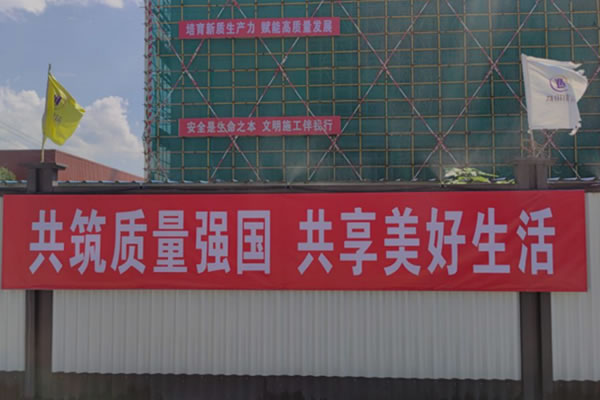 培育新质生产力 赋能高质量发展
安全是生命之本 文明施工伴我行
共筑质量强国 共享美好生活